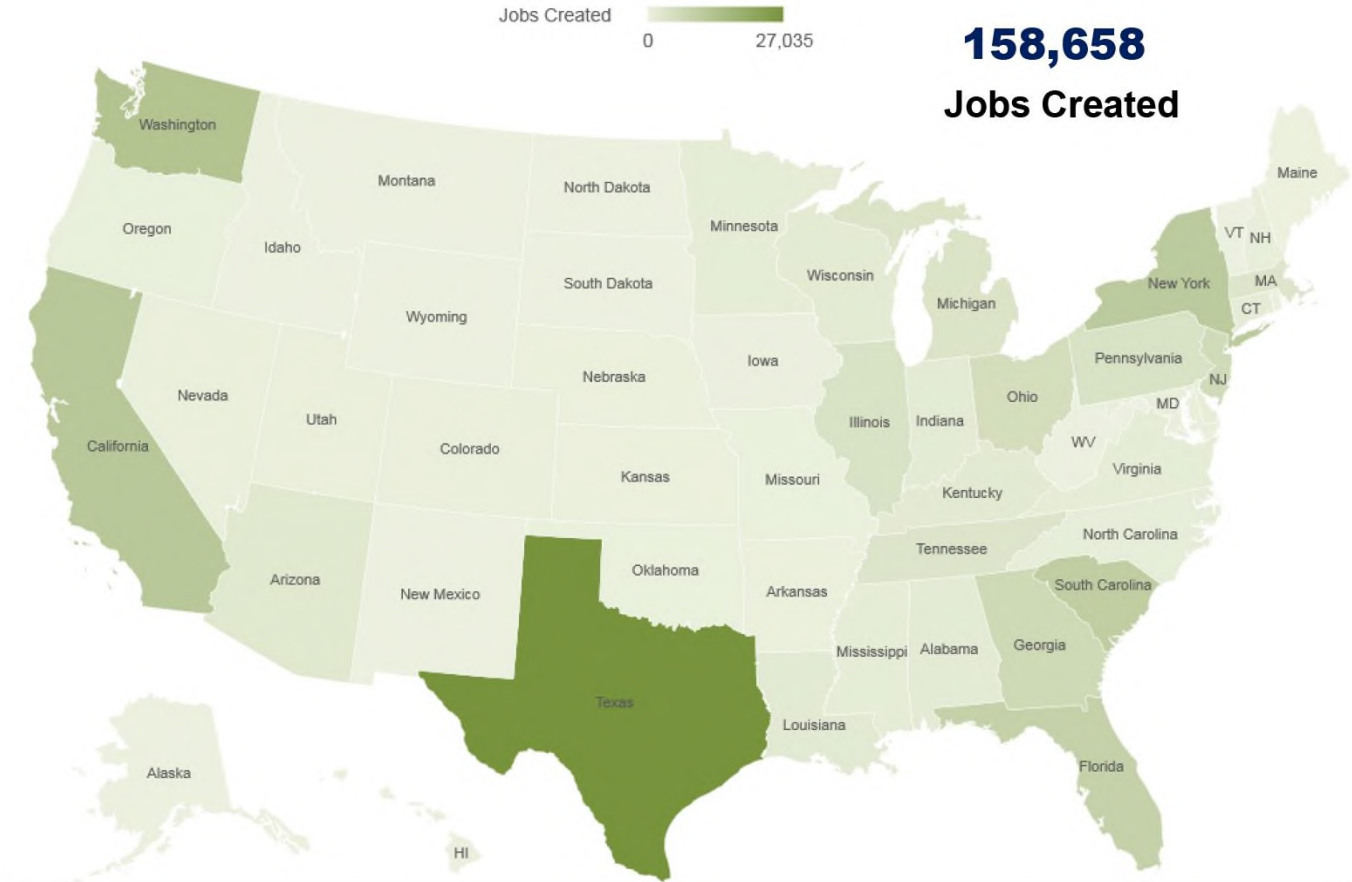 Jobs Created
0 27,035
158,658
Jobs Created
Washington
Montana
North Dakota
Minnesota
Maine
Oregon
Idaho
VT
NH
South Dakota
Wisconsin
Michigan
New York
MA
CT
Wyoming
Iowa
Pennsylvania
Nebraska
NJ
Nevada
Utah
Ohio
MD
Illinois
Indiana
California
Colorado
WV
Kansas
Missouri
Virginia
Kentucky
North Carolina
Tennessee
Arizona
Oklahoma
South Carolina
New Mexico
Arkansas
Mississippi
Alabama
Georgia
Texas
Louisiana
Florida
Alaska
HI